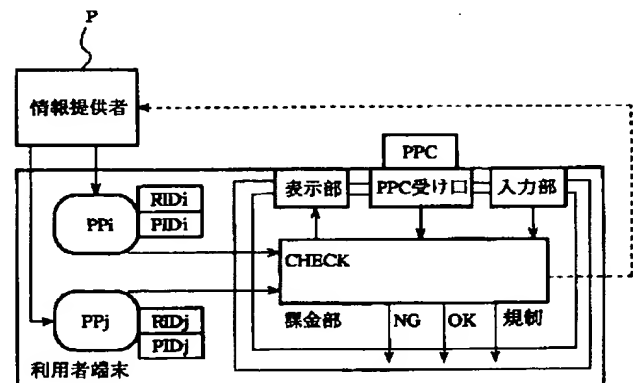 P
情報提供者
PPC
表示部
PPC受け口
入力部
RIDi
PPi
PIDi
CHECK
PPj
RIDj
PIDj
課金部
NG
OK
規制
利用者端末